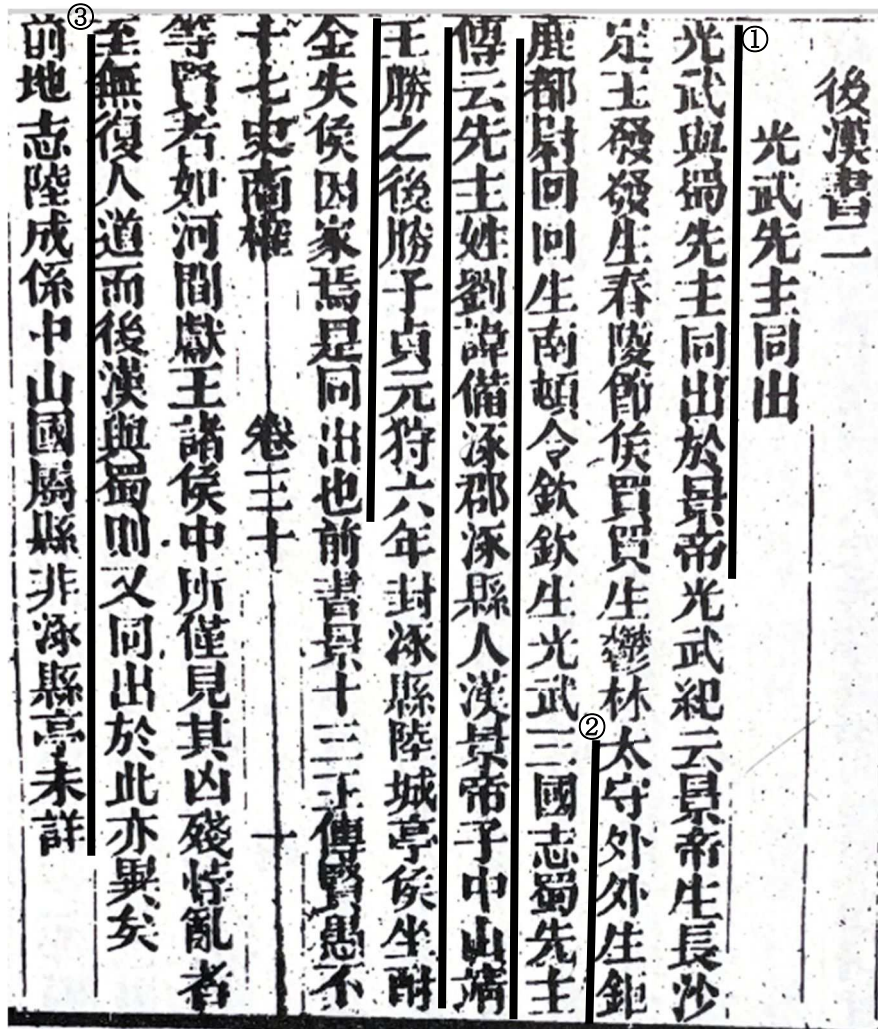 後漢書二
光武先主同出
①
光武與蜀先主同出於景帝光武紀云景帝生長沙
定王發發生舂陵節侯買買生鬱林太守外外生鉅
②
鹿都尉回回生南頓令欽欽生光武三國志蜀先主
傳云先主姓劉諱備涿郡涿縣人漢景帝子中山靖
王勝之後勝子貞元狩六年封涿縣陸城亭侯坐酎
金失侯因家焉是同出也前書景十三王傳賢愚不
十七史商榷 卷三十 一
等賢者如河間獻王諸侯中所僅見其凶殘悖亂者
至無復人道而後漢與蜀則又同出於此亦異矣
③
前地志陸成係中山國屬縣非涿縣亭未詳